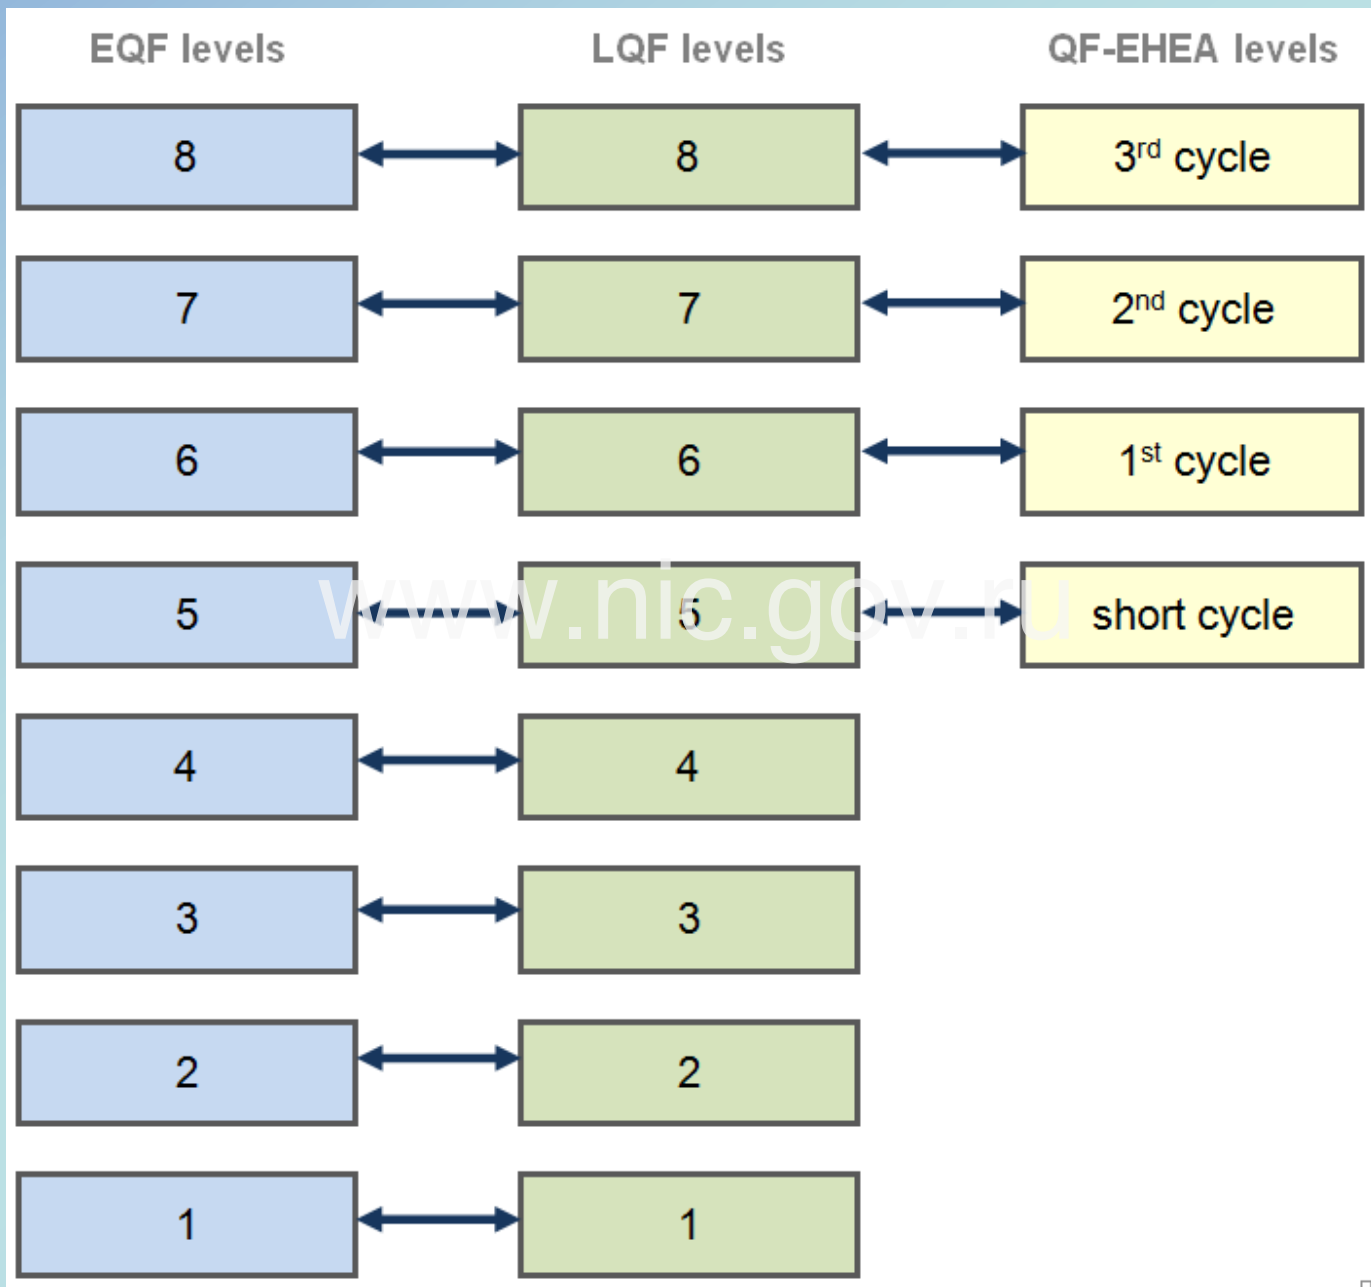 EQF levels LQF levels QF-EHEA levels
8 8 3rd cycle
7 7 2nd cycle
6 6 1st cycle
5 5 short cycle
www.nic.gov.ru
4 4
3 3
2 2
1 1